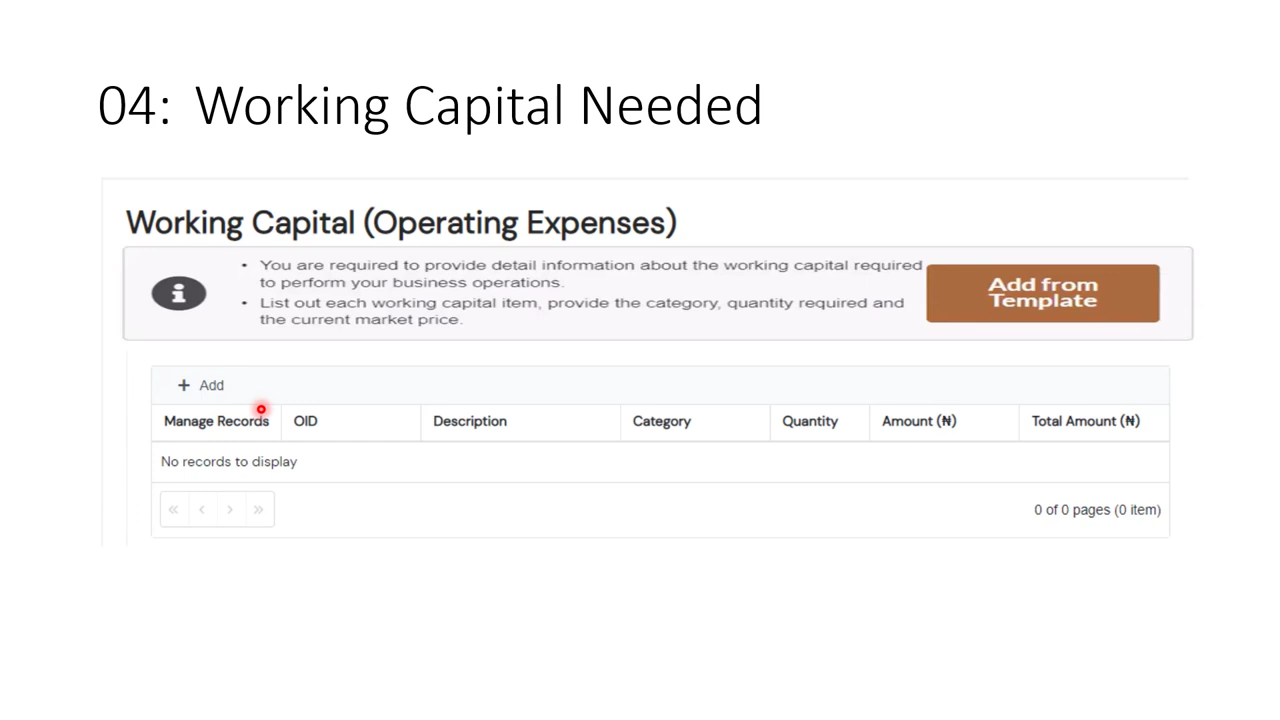 04: Working Capital Needed
Working Capital (Operating Expenses)
• You are required to provide detail information about the working capital required
to perform your business operations.
• List out each working capital item, provide the category, quantity required and
the current market price.
Add from
Template
+ Add
Manage Records OID Description Category Quantity Amount (₦) Total Amount (₦)
No records to display
« ‹ › » 0 of 0 pages (0 item)